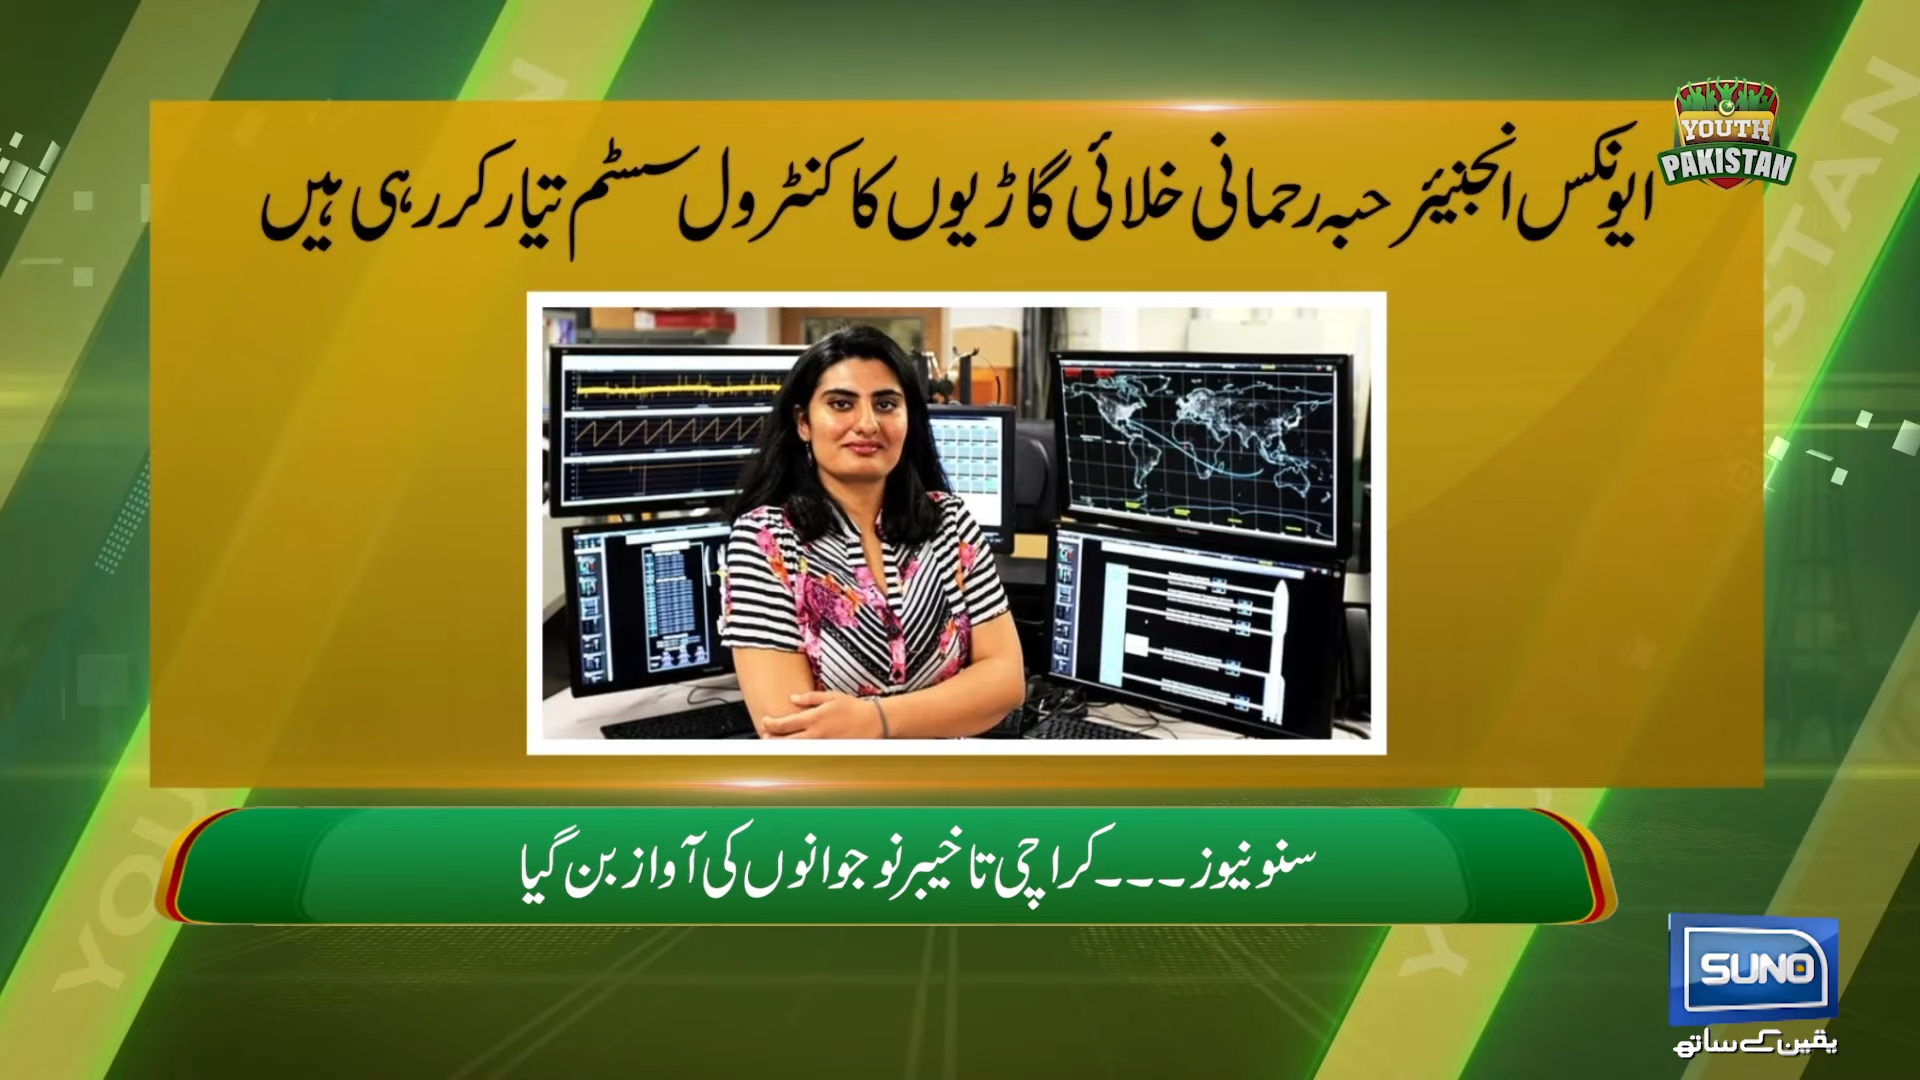 ایونکس انجنیئر حبہ رحمانی خلائی گاڑیوں کا کنٹرول سسٹم تیار کر رہی ہیں
YOUTH
PAKISTAN
سنو نیوز ۔۔۔ کراچی تا خیبر نوجوانوں کی آواز بن گیا
SUNO
یقین کے ساتھ